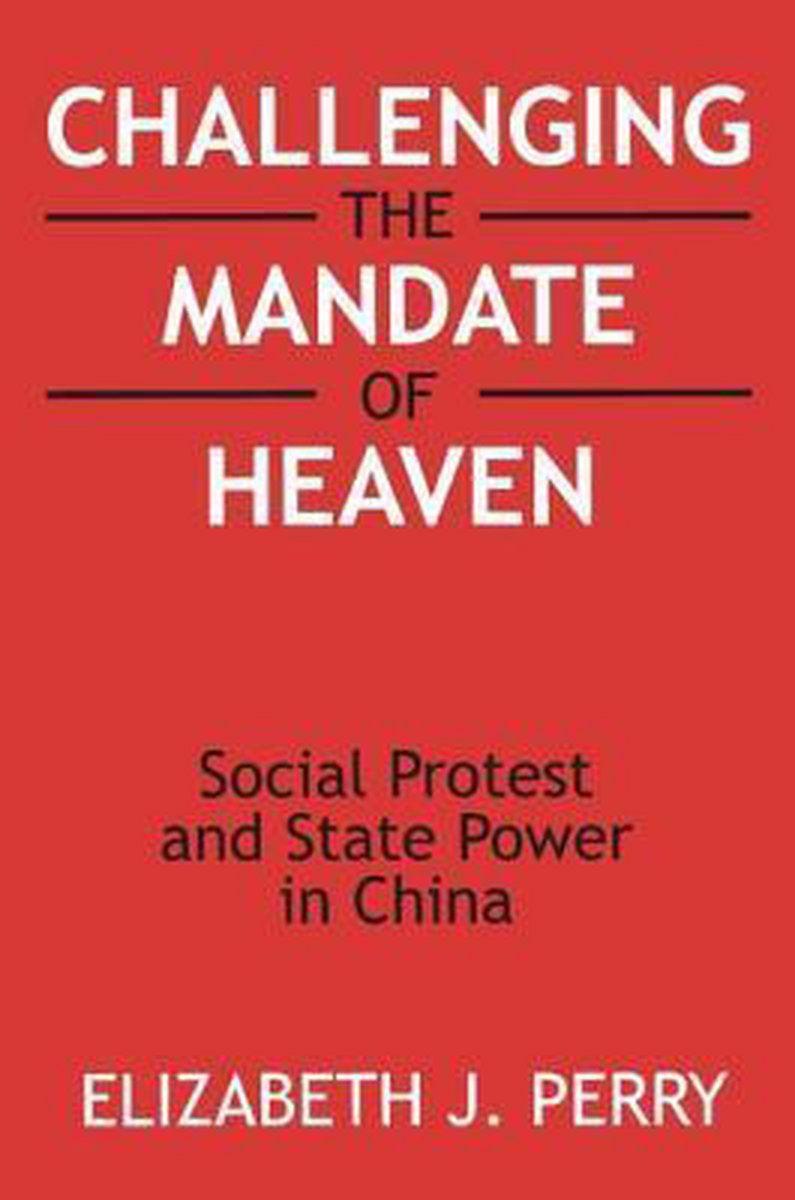 CHALLENGING
THE
MANDATE
OF
HEAVEN
Social Protest
and State Power
in China
ELIZABETH J. PERRY